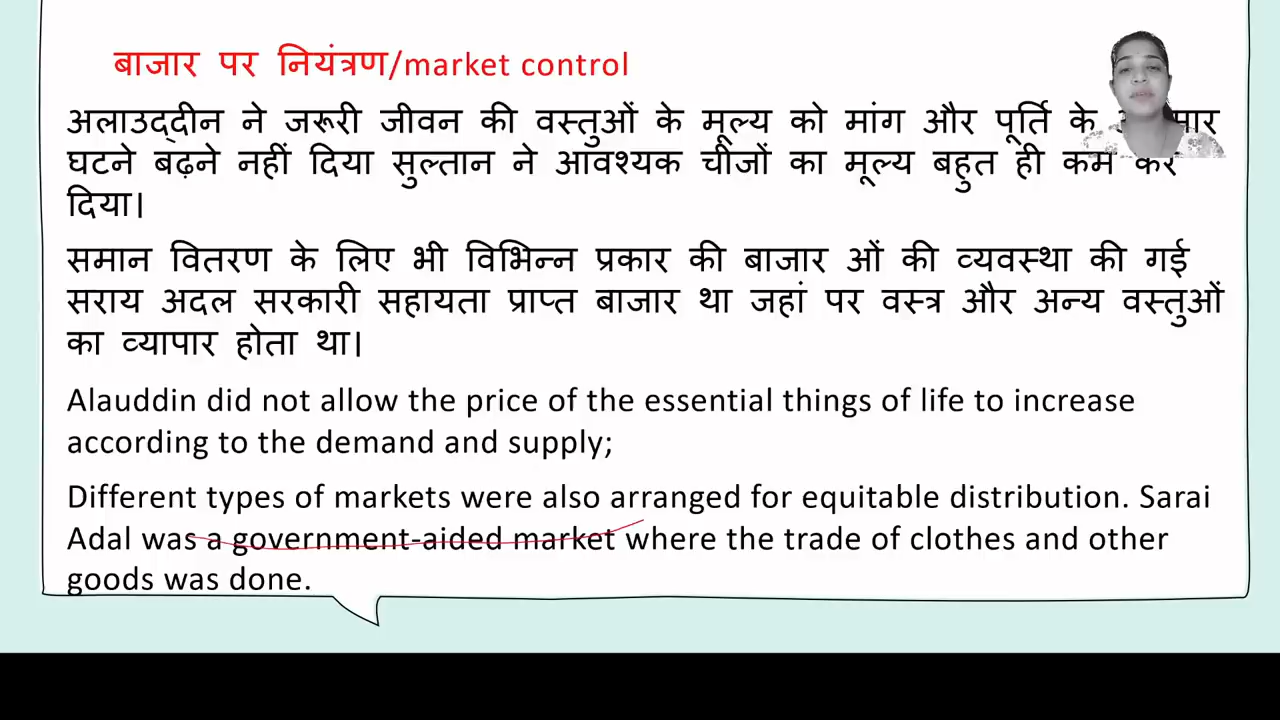 बाजार पर नियंत्रण/market control
अलाउद्दीन ने जरूरी जीवन की वस्तुओं के मूल्य को मांग और पूर्ति के
घटने बढ़ने नहीं दिया सुल्तान ने आवश्यक चीजों का मूल्य बहुत ही कम कर
दिया।
समान वितरण के लिए भी विभिन्न प्रकार की बाजार ओं की व्यवस्था की गई
सराय अदल सरकारी सहायता प्राप्त बाजार था जहां पर वस्त्र और अन्य वस्तुओं
का व्यापार होता था।
Alauddin did not allow the price of the essential things of life to increase
according to the demand and supply;
Different types of markets were also arranged for equitable distribution. Sarai
Adal was a government-aided market where the trade of clothes and other
goods was done.